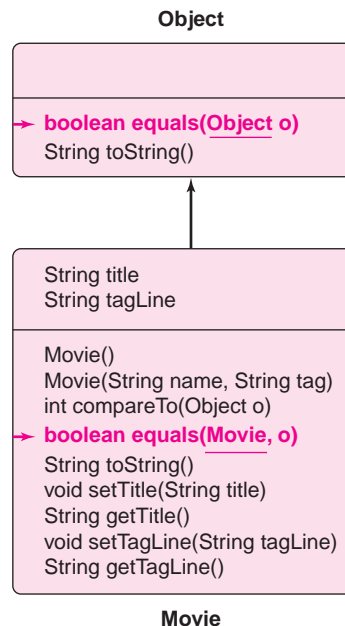 Object
boolean equals(Object o)
String toString()
String title
String tagLine
Movie()
Movie(String name, String tag)
int compareTo(Object o)
boolean equals(Movie, o)
String toString()
void setTitle(String title)
String getTitle()
void setTagLine(String tagLine)
String getTagLine()
Movie